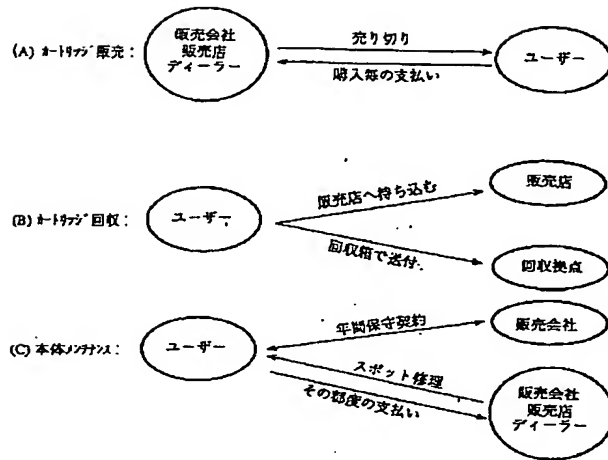 (A) カートリッジ販売:
販売会社
販売店
ディーラー
売り切り
購入毎の支払い
ユーザー
(B) カートリッジ回収:
ユーザー
販売店へ持ち込む
販売店
回収箱で送付
回収拠点
(C) 本体メンテナンス:
ユーザー
年間保守契約
販売会社
スポット修理
その都度の支払い
販売会社
販売店
ディーラー